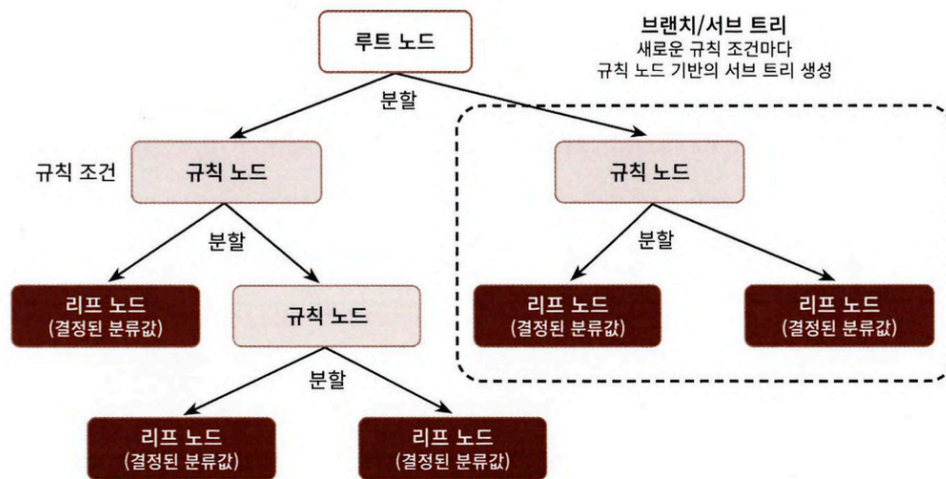 루트 노드
브랜치/서브 트리
새로운 규칙 조건마다
규칙 노드 기반의 서브 트리 생성
분할
규칙 조건
규칙 노드
규칙 노드
분할
분할
리프 노드
(결정된 분류값)
규칙 노드
리프 노드
(결정된 분류값)
리프 노드
(결정된 분류값)
분할
리프 노드
(결정된 분류값)
리프 노드
(결정된 분류값)